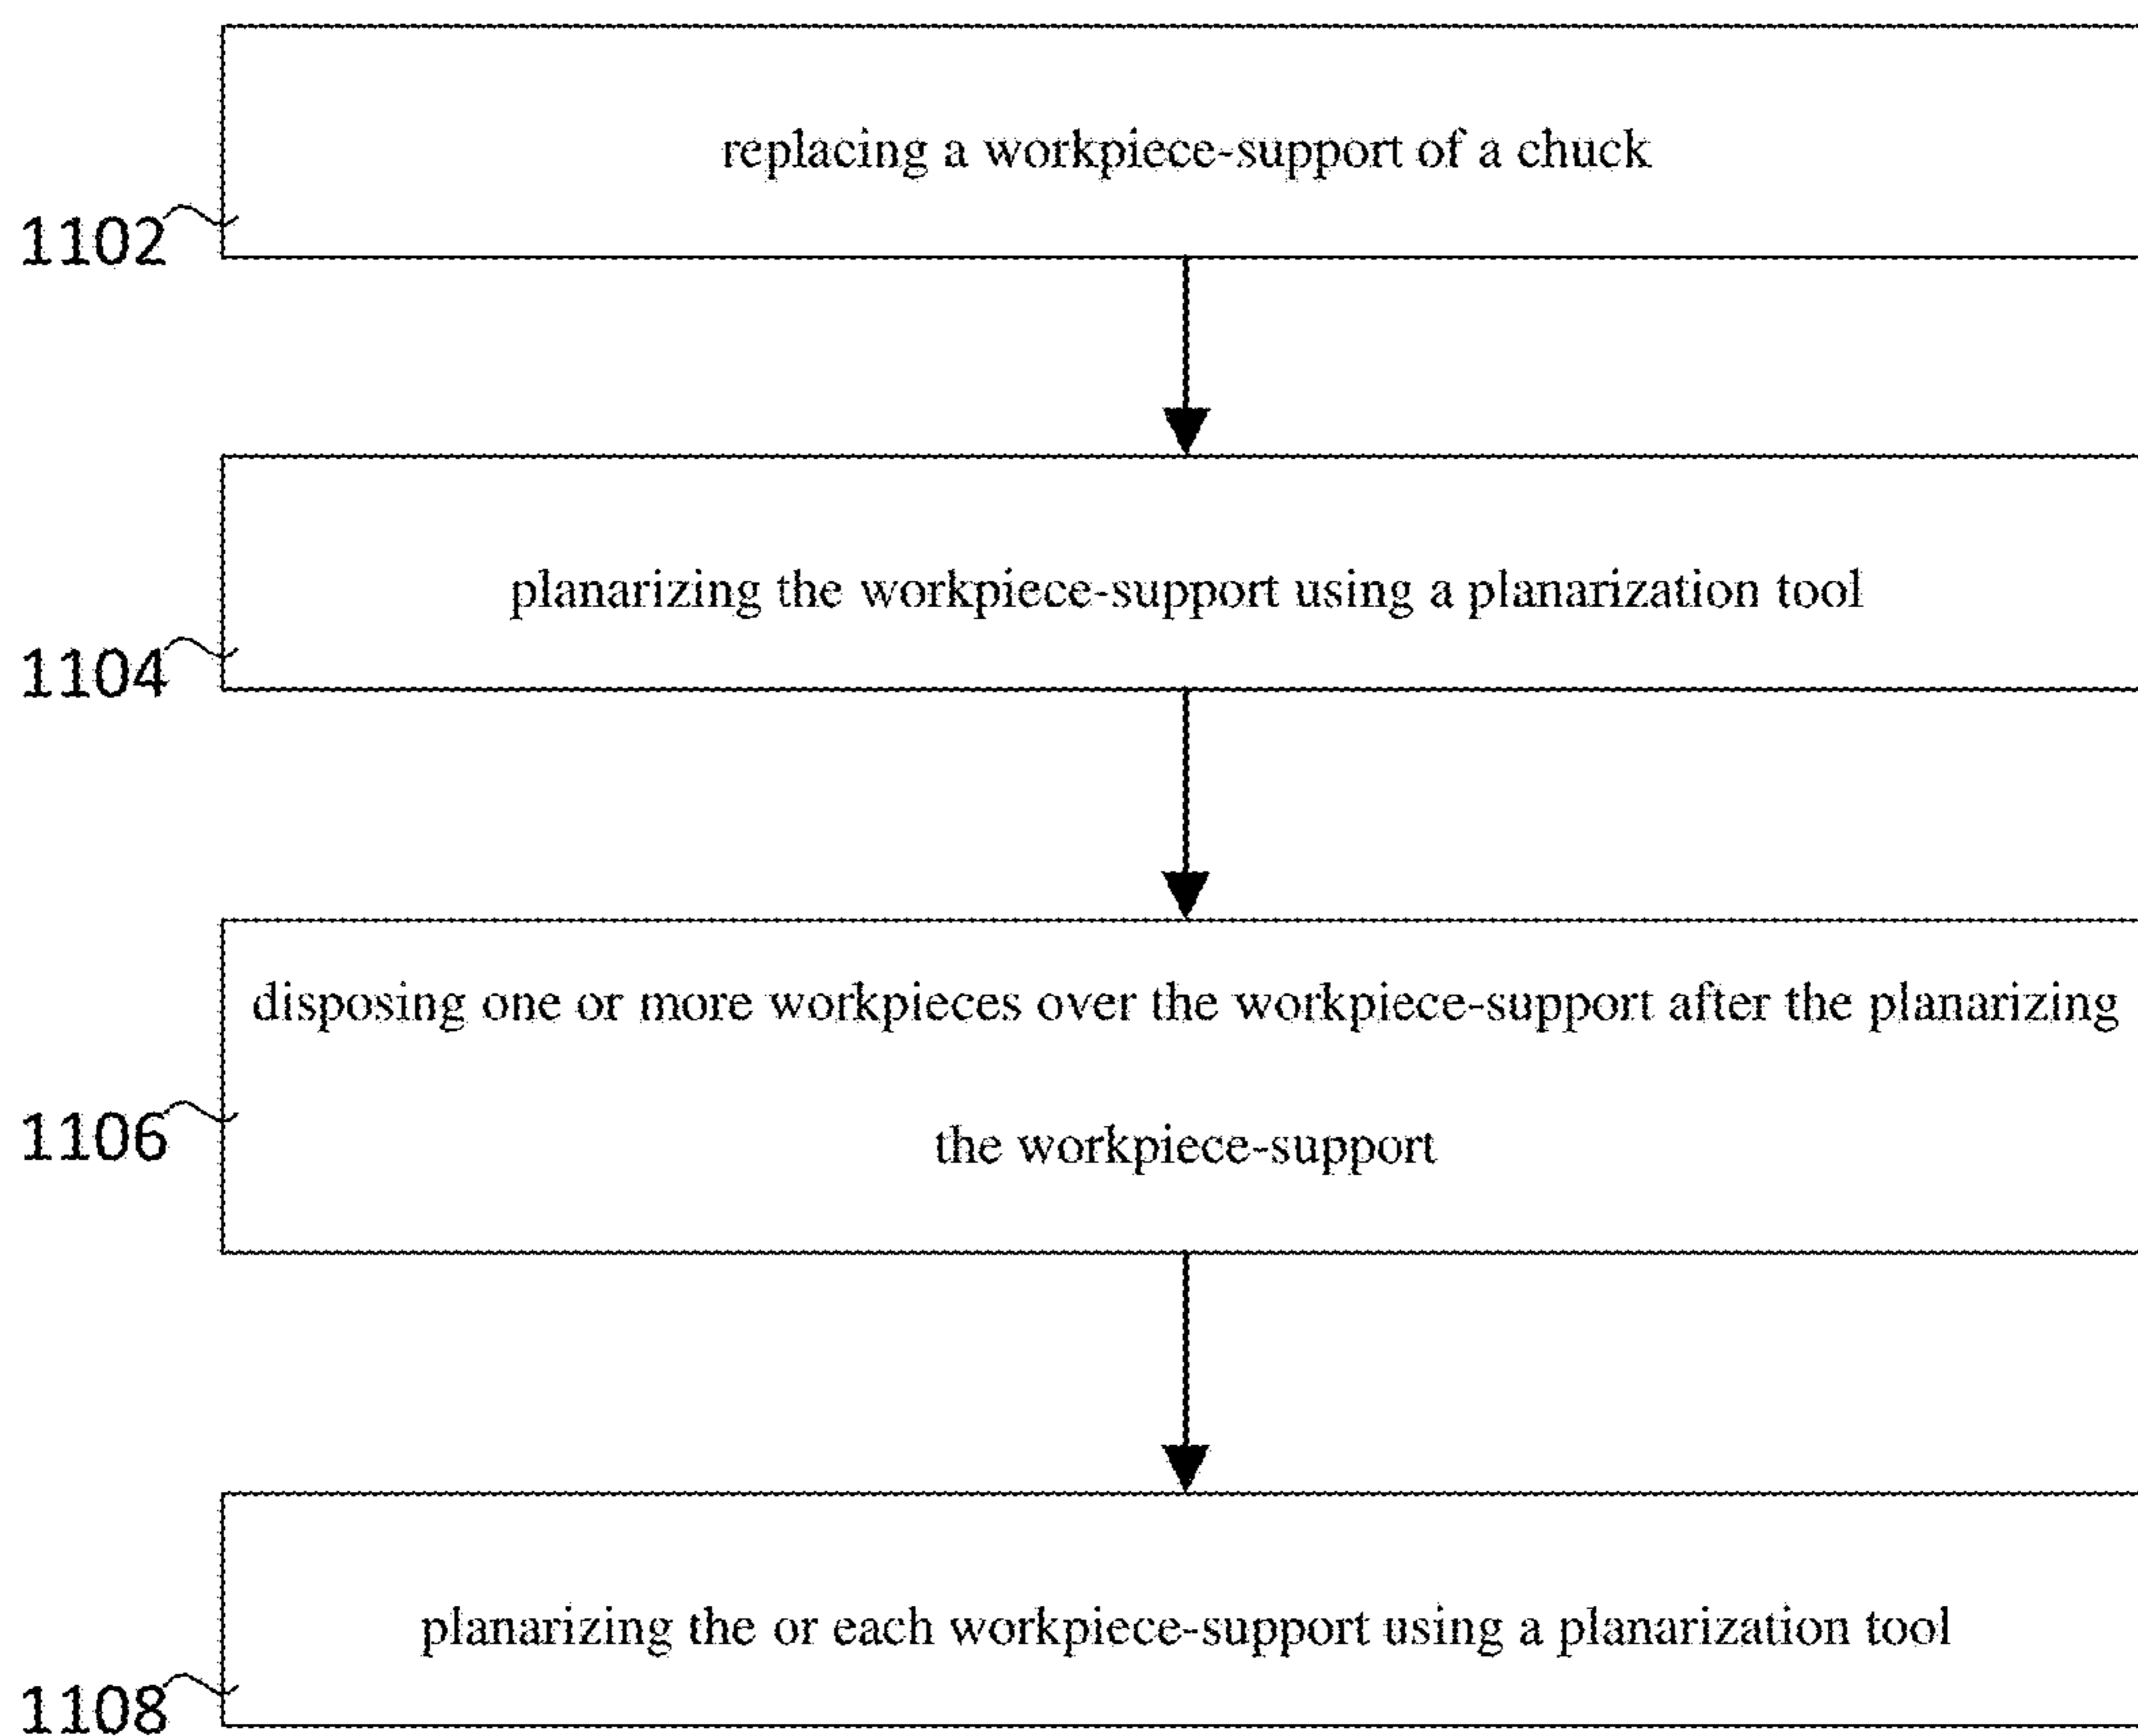 replacing a workpiece-support of a chuck
1102
planarizing the workpiece-support using a planarization tool
1104
disposing one or more workpieces over the workpiece-support after the planarizing
the workpiece-support
1106
planarizing the or each workpiece-support using a planarization tool
1108